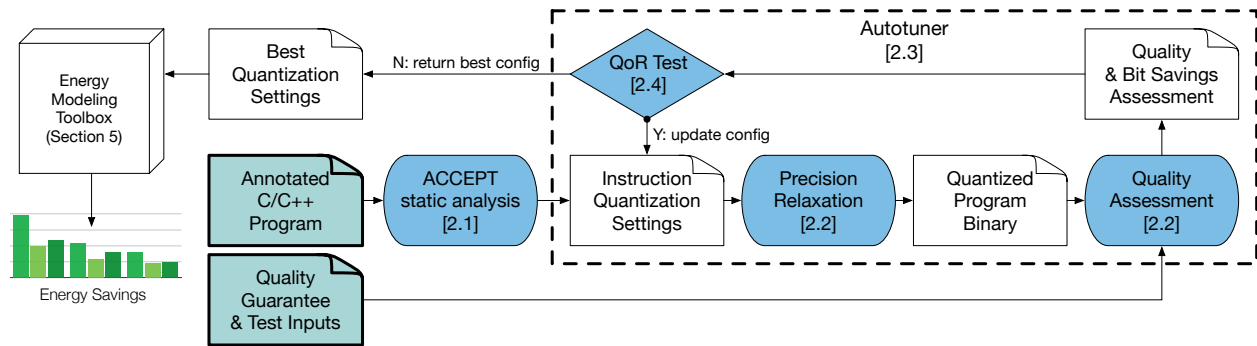 Energy
Modeling
Toolbox
(Section 5)
Best
Quantization
Settings
N: return best config
QoR Test
[2.4]
Autotuner
[2.3]
Quality
& Bit Savings
Assessment
Y: update config
Annotated
C/C++
Program
ACCEPT
static analysis
[2.1]
Instruction
Quantization
Settings
Precision
Relaxation
[2.2]
Quantized
Program
Binary
Quality
Assessment
[2.2]
Energy Savings
Quality
Guarantee
& Test Inputs